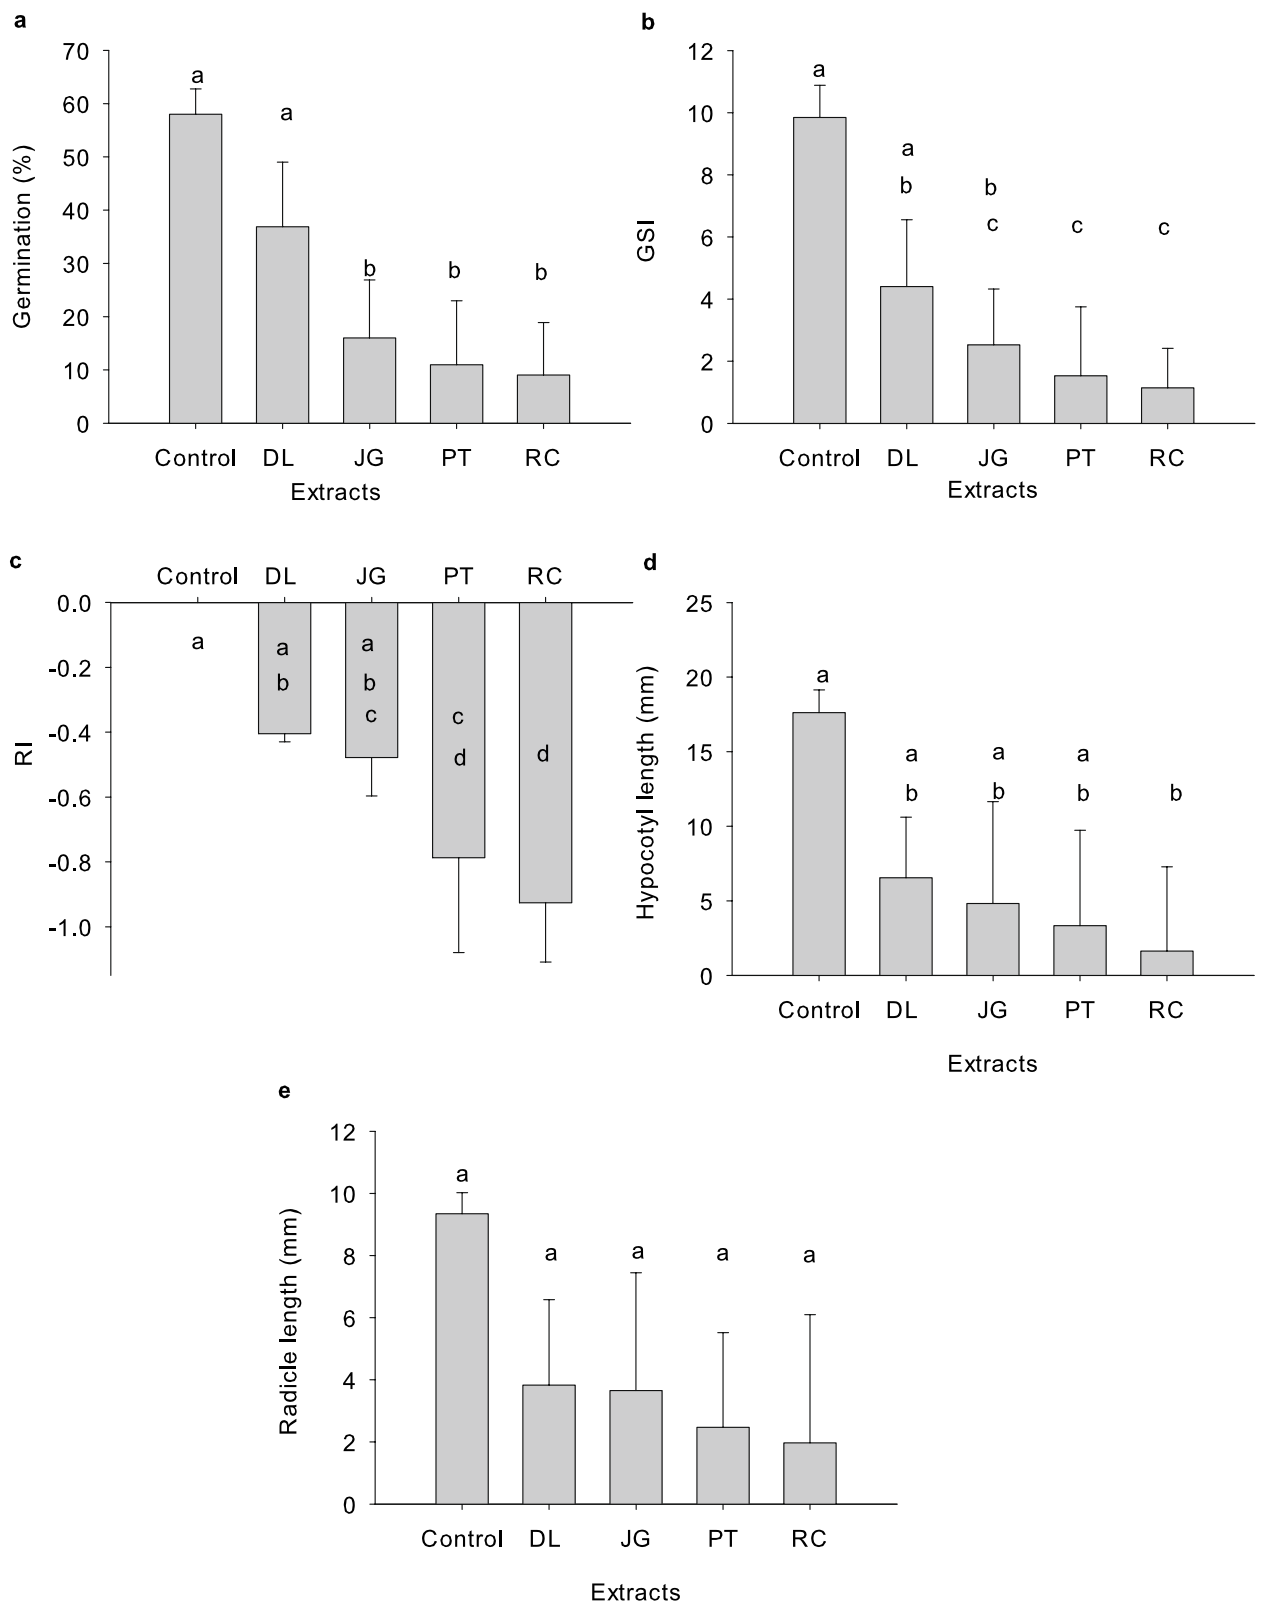 a
70
60
50
40
30
20
10
0
Germination (%)
a
a
b
b
b
Control DL JG PT RC
Extracts
b
12
10
8
6
4
2
0
GSI
a
a
b
b
c
c
c
Control DL JG PT RC
Extracts
c
Control DL JG PT RC
0.0
-0.2
-0.4
-0.6
-0.8
-1.0
RI
a
a
b
a
b
c
c
d
d
d
25
20
15
10
5
0
Hypocotyl length (mm)
a
a
b
a
b
a
b
b
Control DL JG PT RC
Extracts
e
12
10
8
6
4
2
0
Radicle length (mm)
a
a
a
a
a
Control DL JG PT RC
Extracts